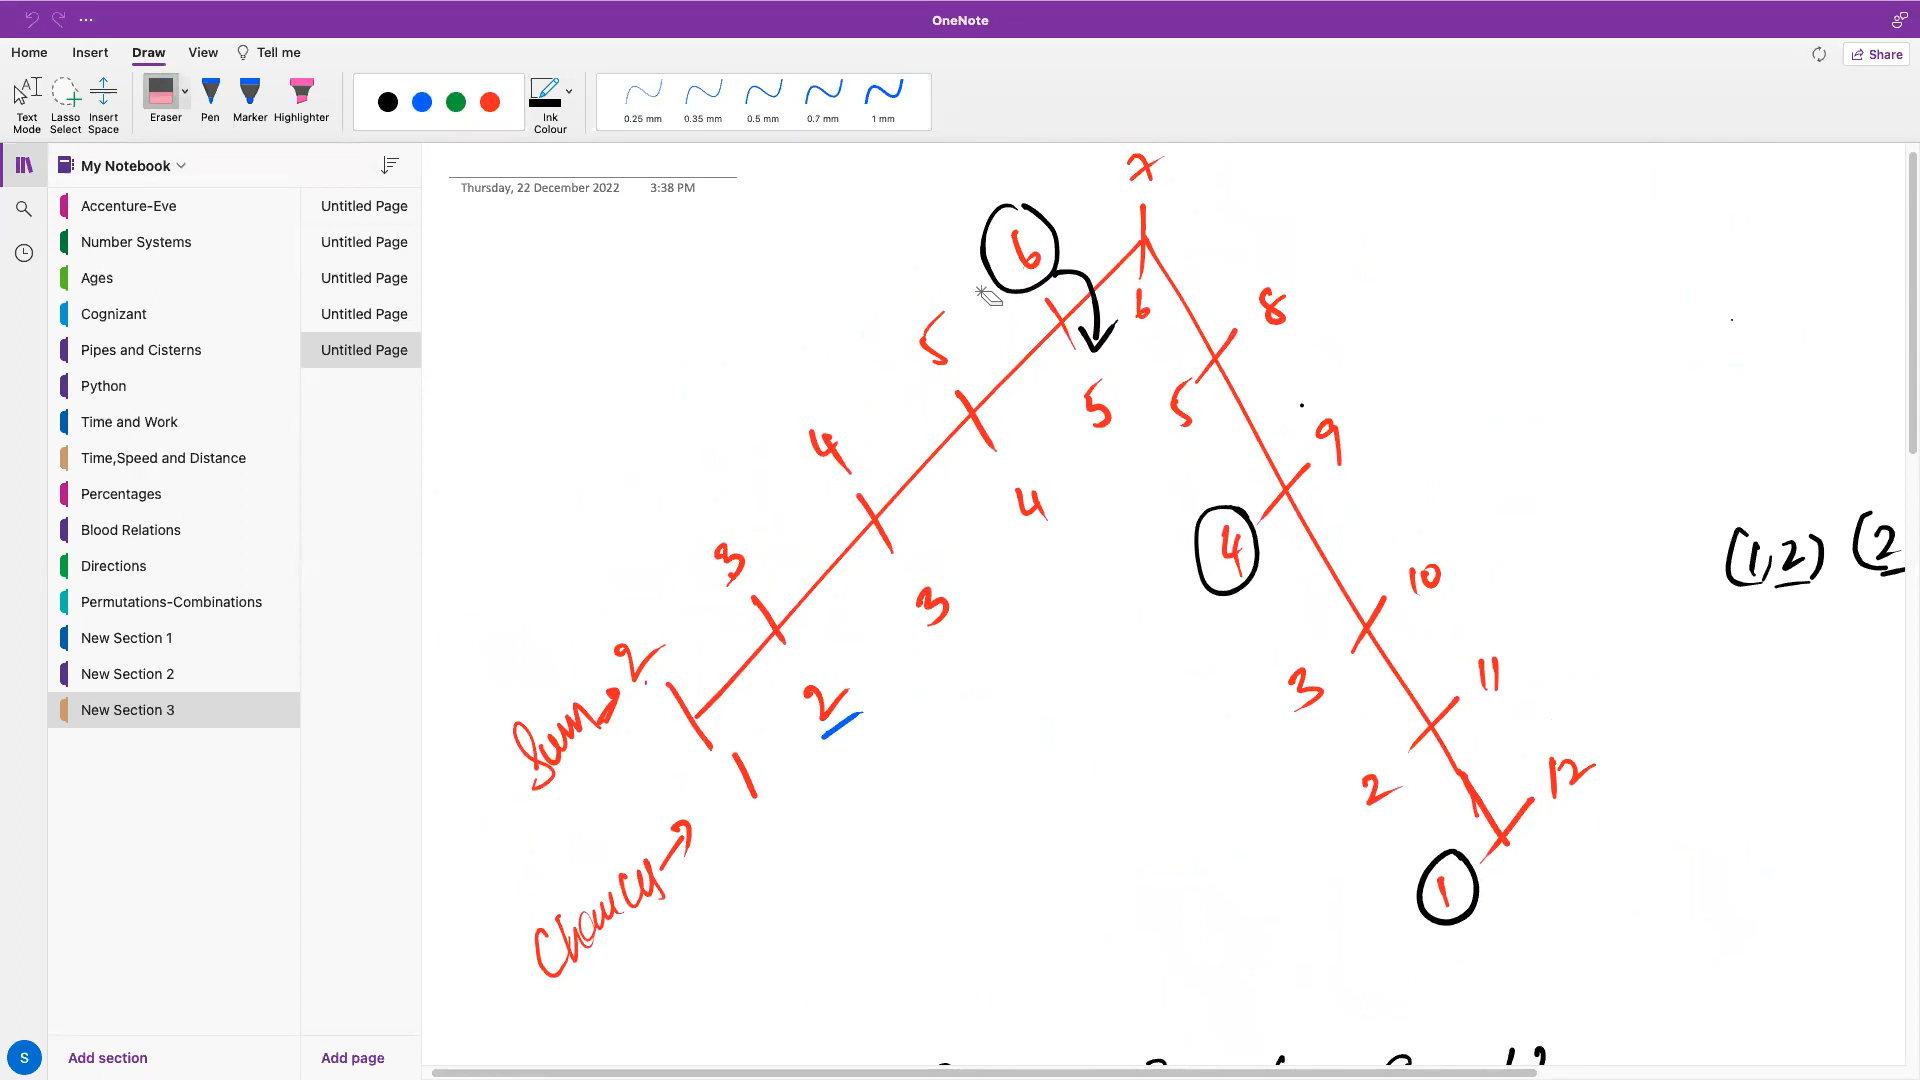 OneNote
Home Insert Draw View Tell me
Share
Text Mode
Lasso Select
Insert Space
Eraser
Pen
Marker
Highlighter
Ink Colour
0.25 mm
0.35 mm
0.5 mm
0.7 mm
1 mm
My Notebook
Accenture-Eve
Number Systems
Ages
Cognizant
Pipes and Cisterns
Python
Time and Work
Time,Speed and Distance
Percentages
Blood Relations
Directions
Permutations-Combinations
New Section 1
New Section 2
New Section 3
Untitled Page
Untitled Page
Untitled Page
Untitled Page
Untitled Page
Add section
Add page
S
Thursday, 22 December 2022 3:38 PM
7
6
6
8
5
5
5
9
4
4
4
10
3
3
3
11
Sum → 2
2
2
12
1
Chances →
1
(1,2) (2